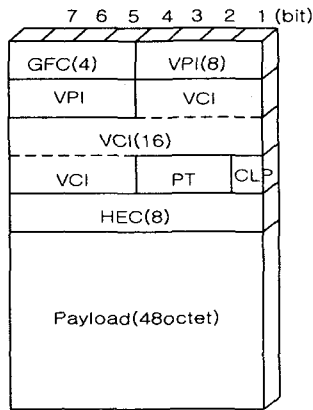 7 6 5 4 3 2 1 (bit)
GFC(4) VPI(8)
VPI VCI
VCI(16)
VCI PT CLP
HEC(8)
Payload(48octet)